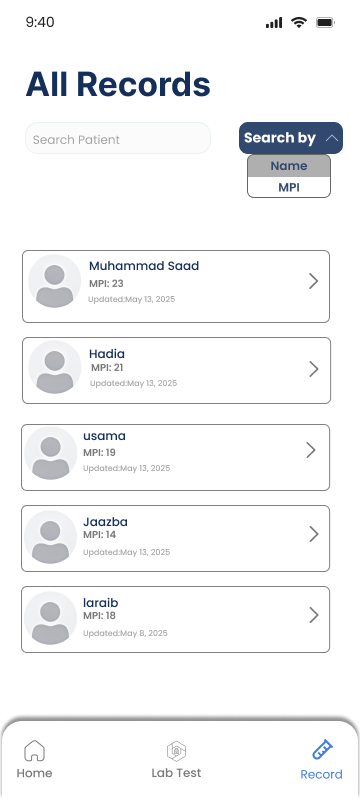 9:40
All Records
Search Patient
Search by
Name
MPI
Muhammad Saad
MPI: 23
Updated:May 13, 2025
Hadia
MPI: 21
Updated:May 13, 2025
usama
MPI: 19
Updated:May 13, 2025
Jaazba
MPI: 14
Updated:May 13, 2025
laraib
MPI: 18
Updated:May 8, 2025
Home
Lab Test
Record